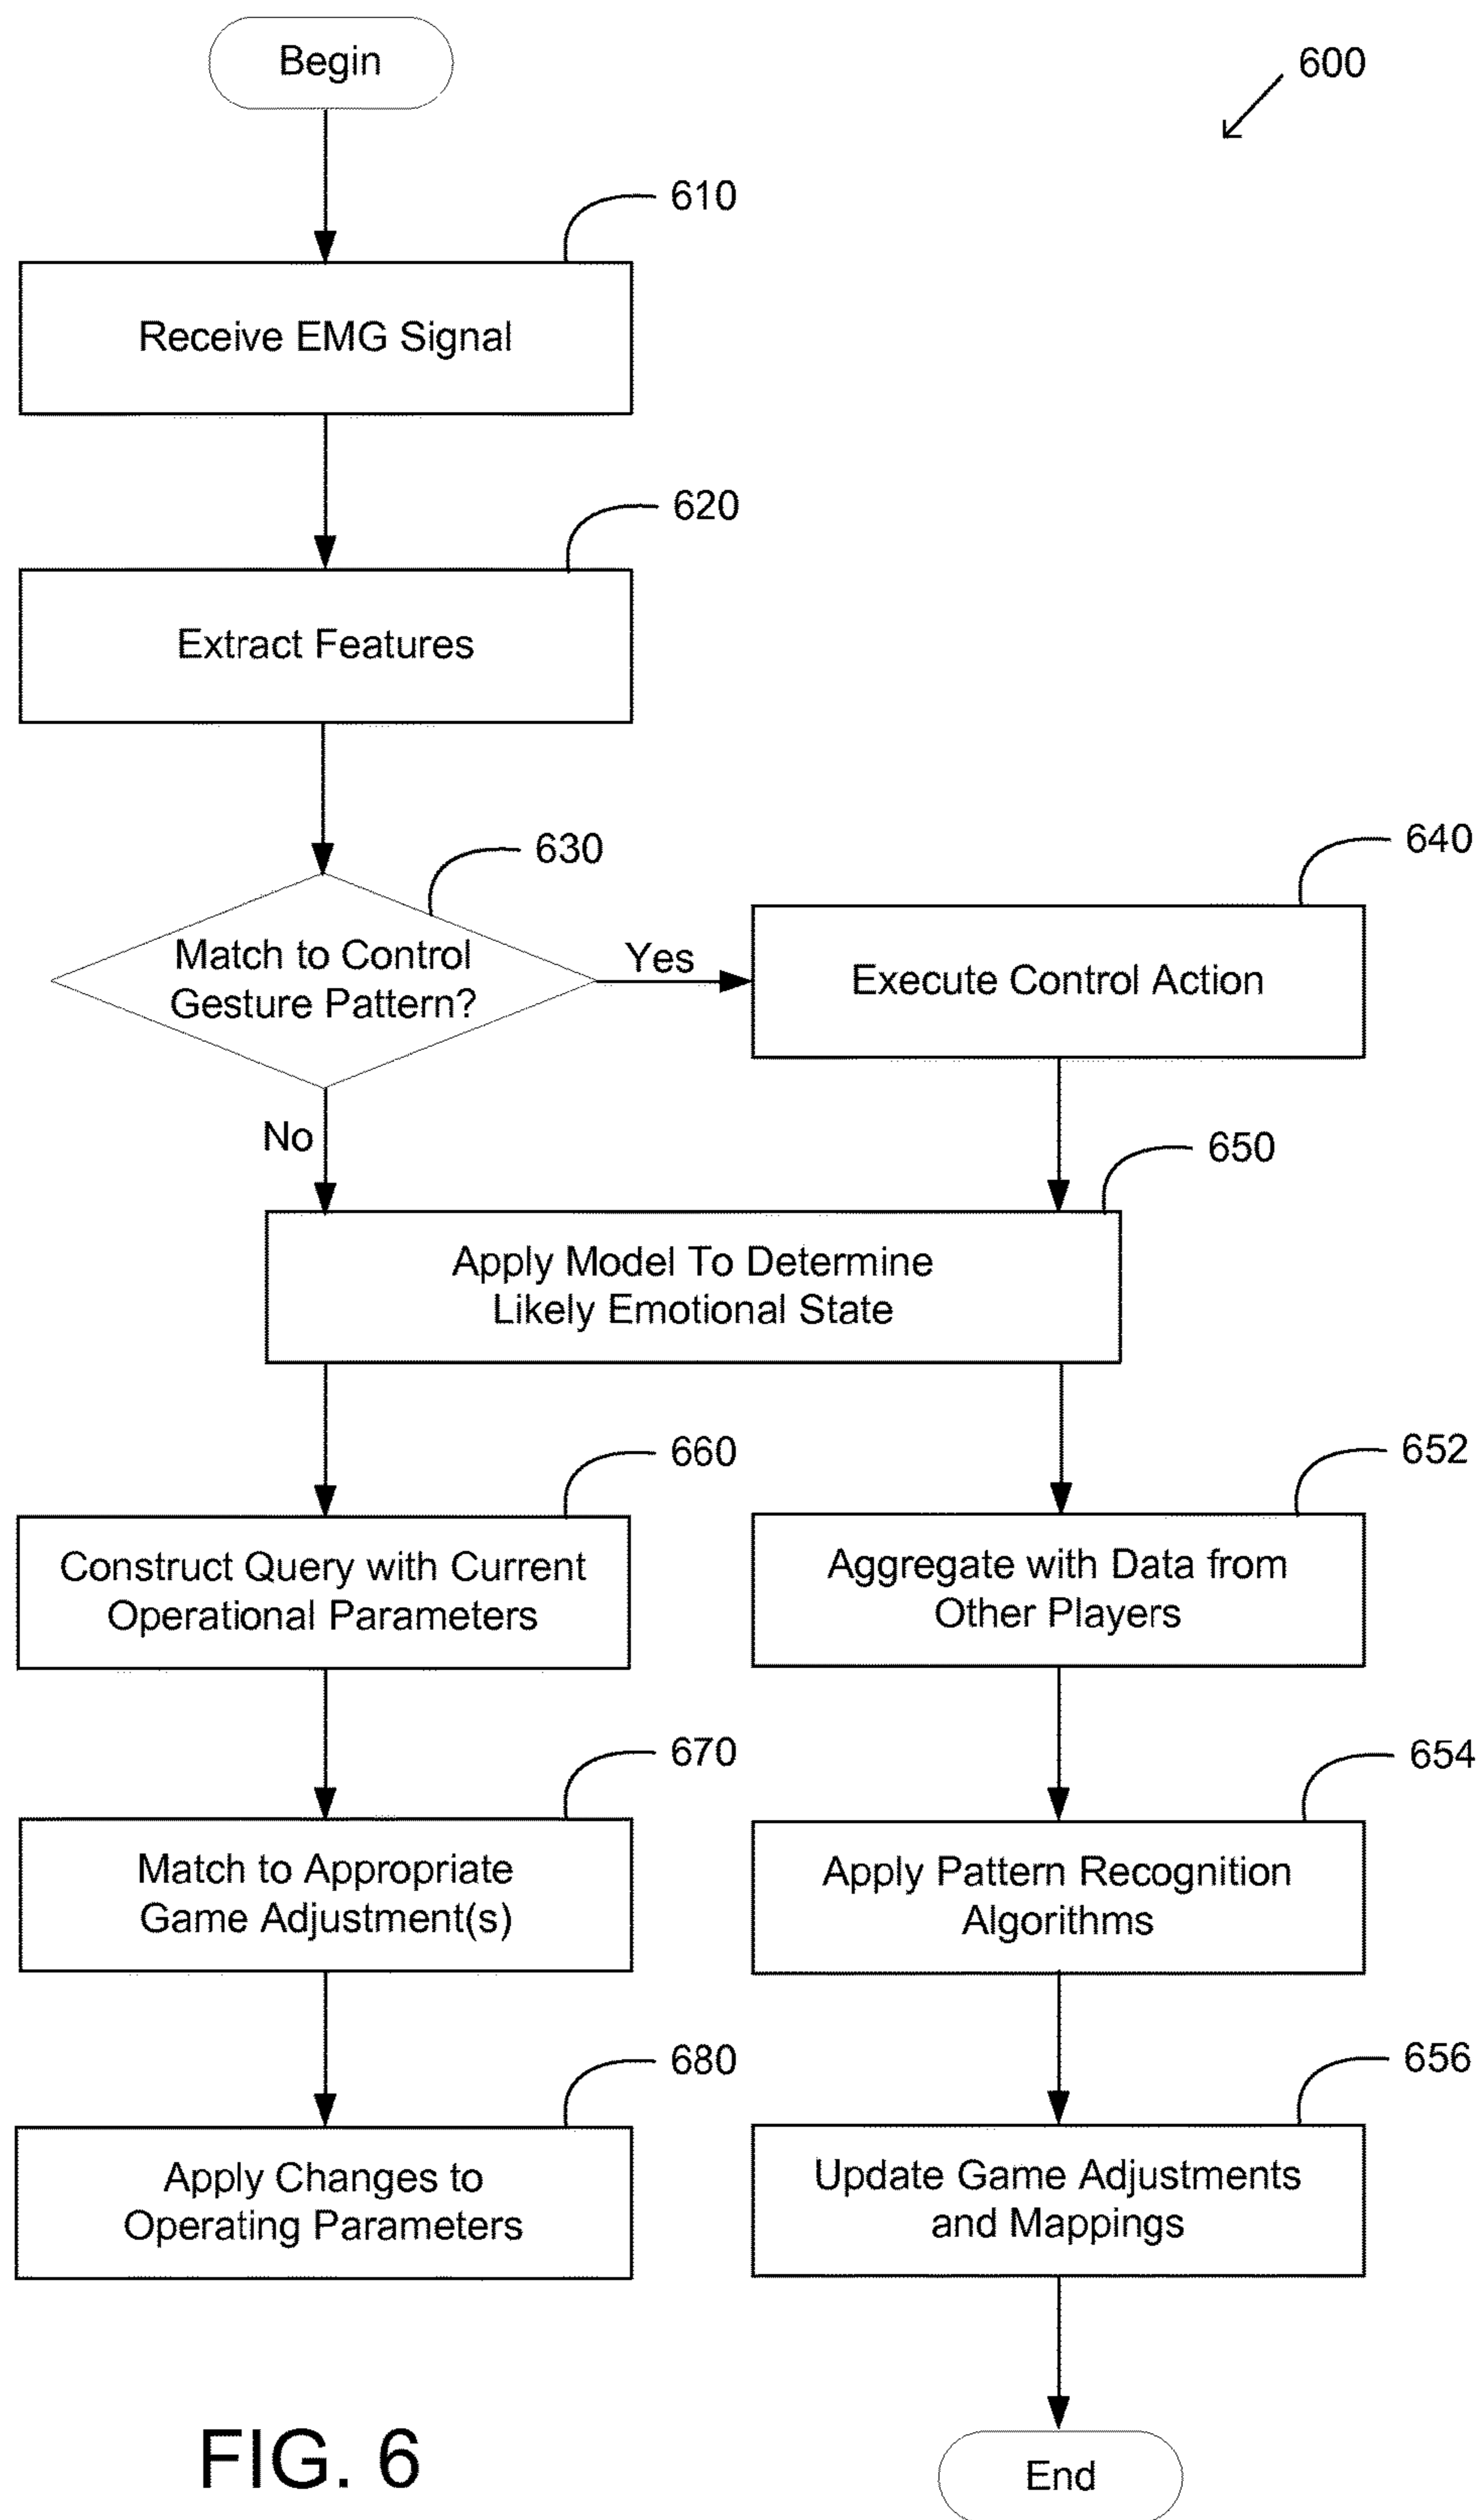 Begin
600
610
Receive EMG Signal
620
Extract Features
630
Match to Control
Gesture Pattern?
Yes
640
Execute Control Action
No
650
Apply Model To Determine
Likely Emotional State
660
Construct Query with Current
Operational Parameters
652
Aggregate with Data from
Other Players
670
Match to Appropriate
Game Adjustment(s)
654
Apply Pattern Recognition
Algorithms
680
Apply Changes to
Operating Parameters
656
Update Game Adjustments
and Mappings
FIG. 6
End